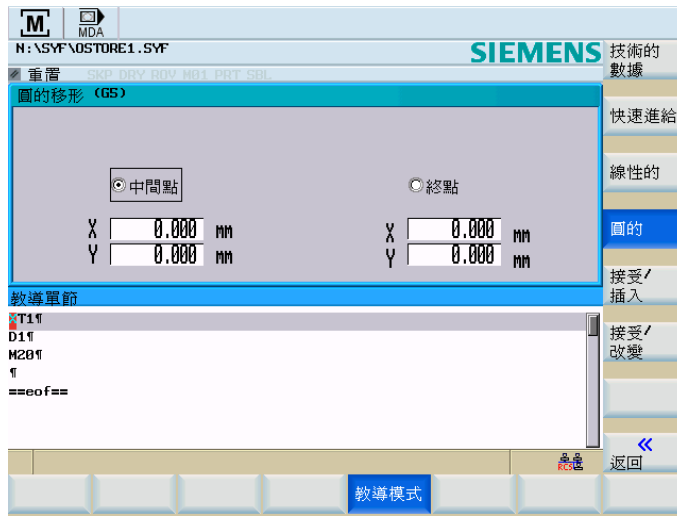 M
MDA
N:\SYF\OSTORE1.SYF
SIEMENS
重置 SKP DRY ROV M01 PRT SBL
圓的移形 (G5)
中間點
終點
X 0.000 mm
X 0.000 mm
Y 0.000 mm
Y 0.000 mm
教導單節
T1¶
D1¶
M20¶
¶
==eof==
RCS
教導模式
技術的
數據
快速進給
線性的
圓的
接受/
插入
接受/
改變
«
返回